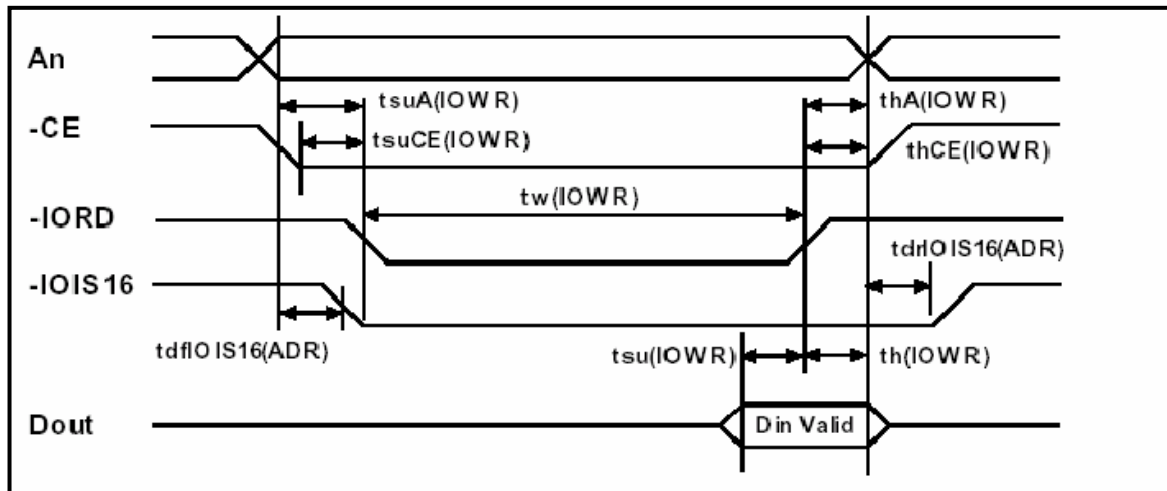 An
tsuA(IOWR)
thA(IOWR)
-CE
tsuCE(IOWR)
thCE(IOWR)
tw(IOWR)
-IORD
tdrIOIS16(ADR)
-IOIS16
tdfIOIS16(ADR)
tsu(IOWR)
th(IOWR)
Dout
Din Valid